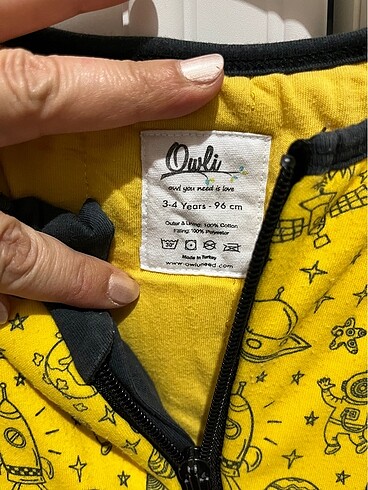 Owli
owl you need is love
3-4 Years - 96 cm
Outer & Lining: 100% Cotton
Filling: 100% Polyester
30°
Made in Turkey
www.owluneed.com